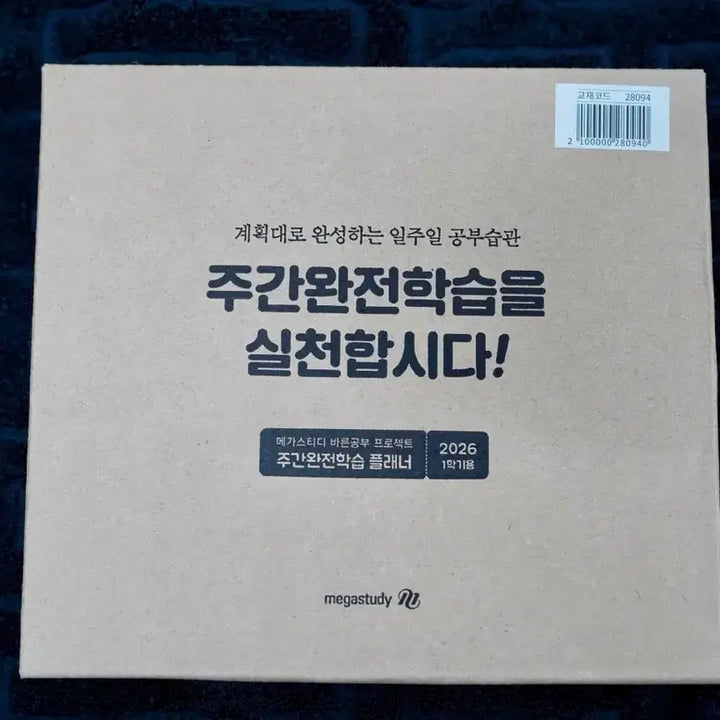 교재코드 28094
2 100000 280940
계획대로 완성하는 일주일 공부습관
주간완전학습을
실천합시다!
메가스터디 바른공부 프로젝트
주간완전학습 플래너
2026
1학기용
megastudy